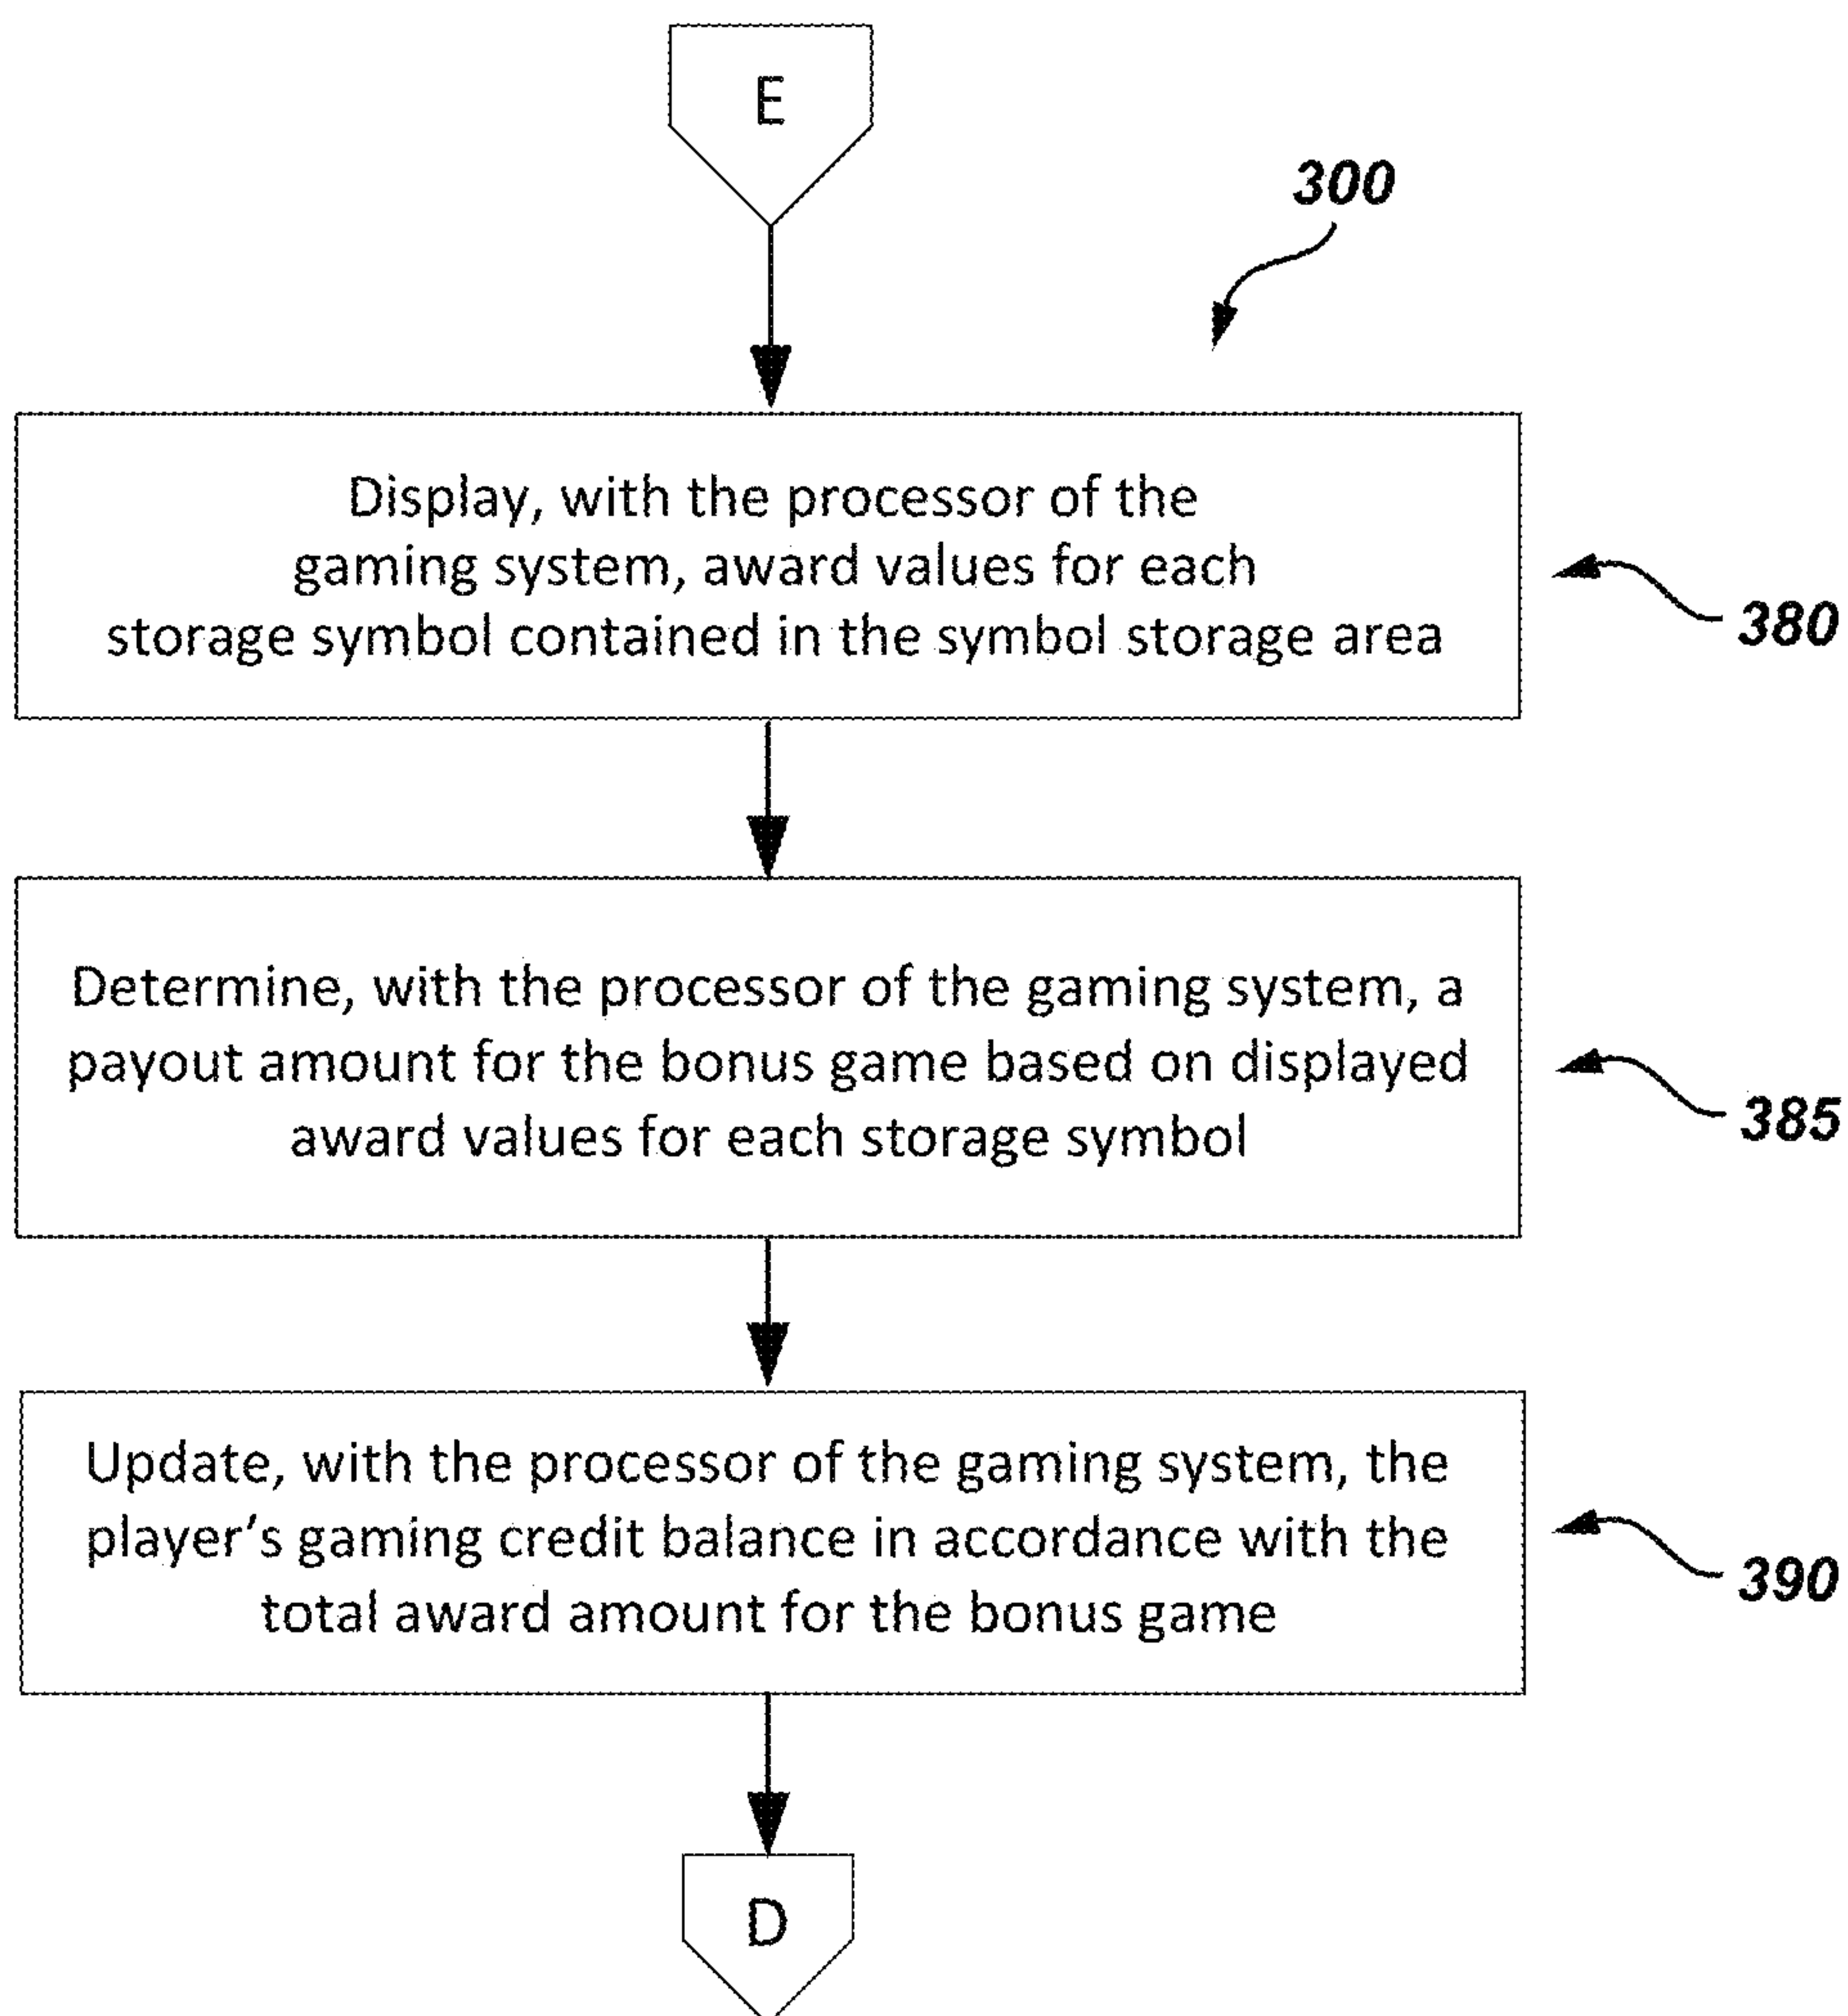 E
300
Display, with the processor of the
gaming system, award values for each
storage symbol contained in the symbol storage area
380
Determine, with the processor of the gaming system, a
payout amount for the bonus game based on displayed
award values for each storage symbol
385
Update, with the processor of the gaming system, the
player's gaming credit balance in accordance with the
total award amount for the bonus game
390
D